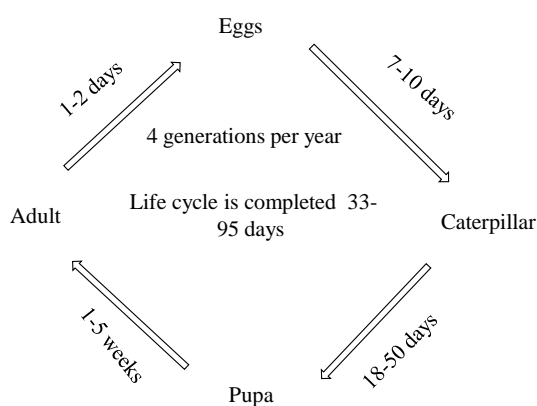 Eggs
1-2 days
7-10 days
4 generations per year
Life cycle is completed 33-
95 days
Adult
Caterpillar
1-5 weeks
18-50 days
Pupa